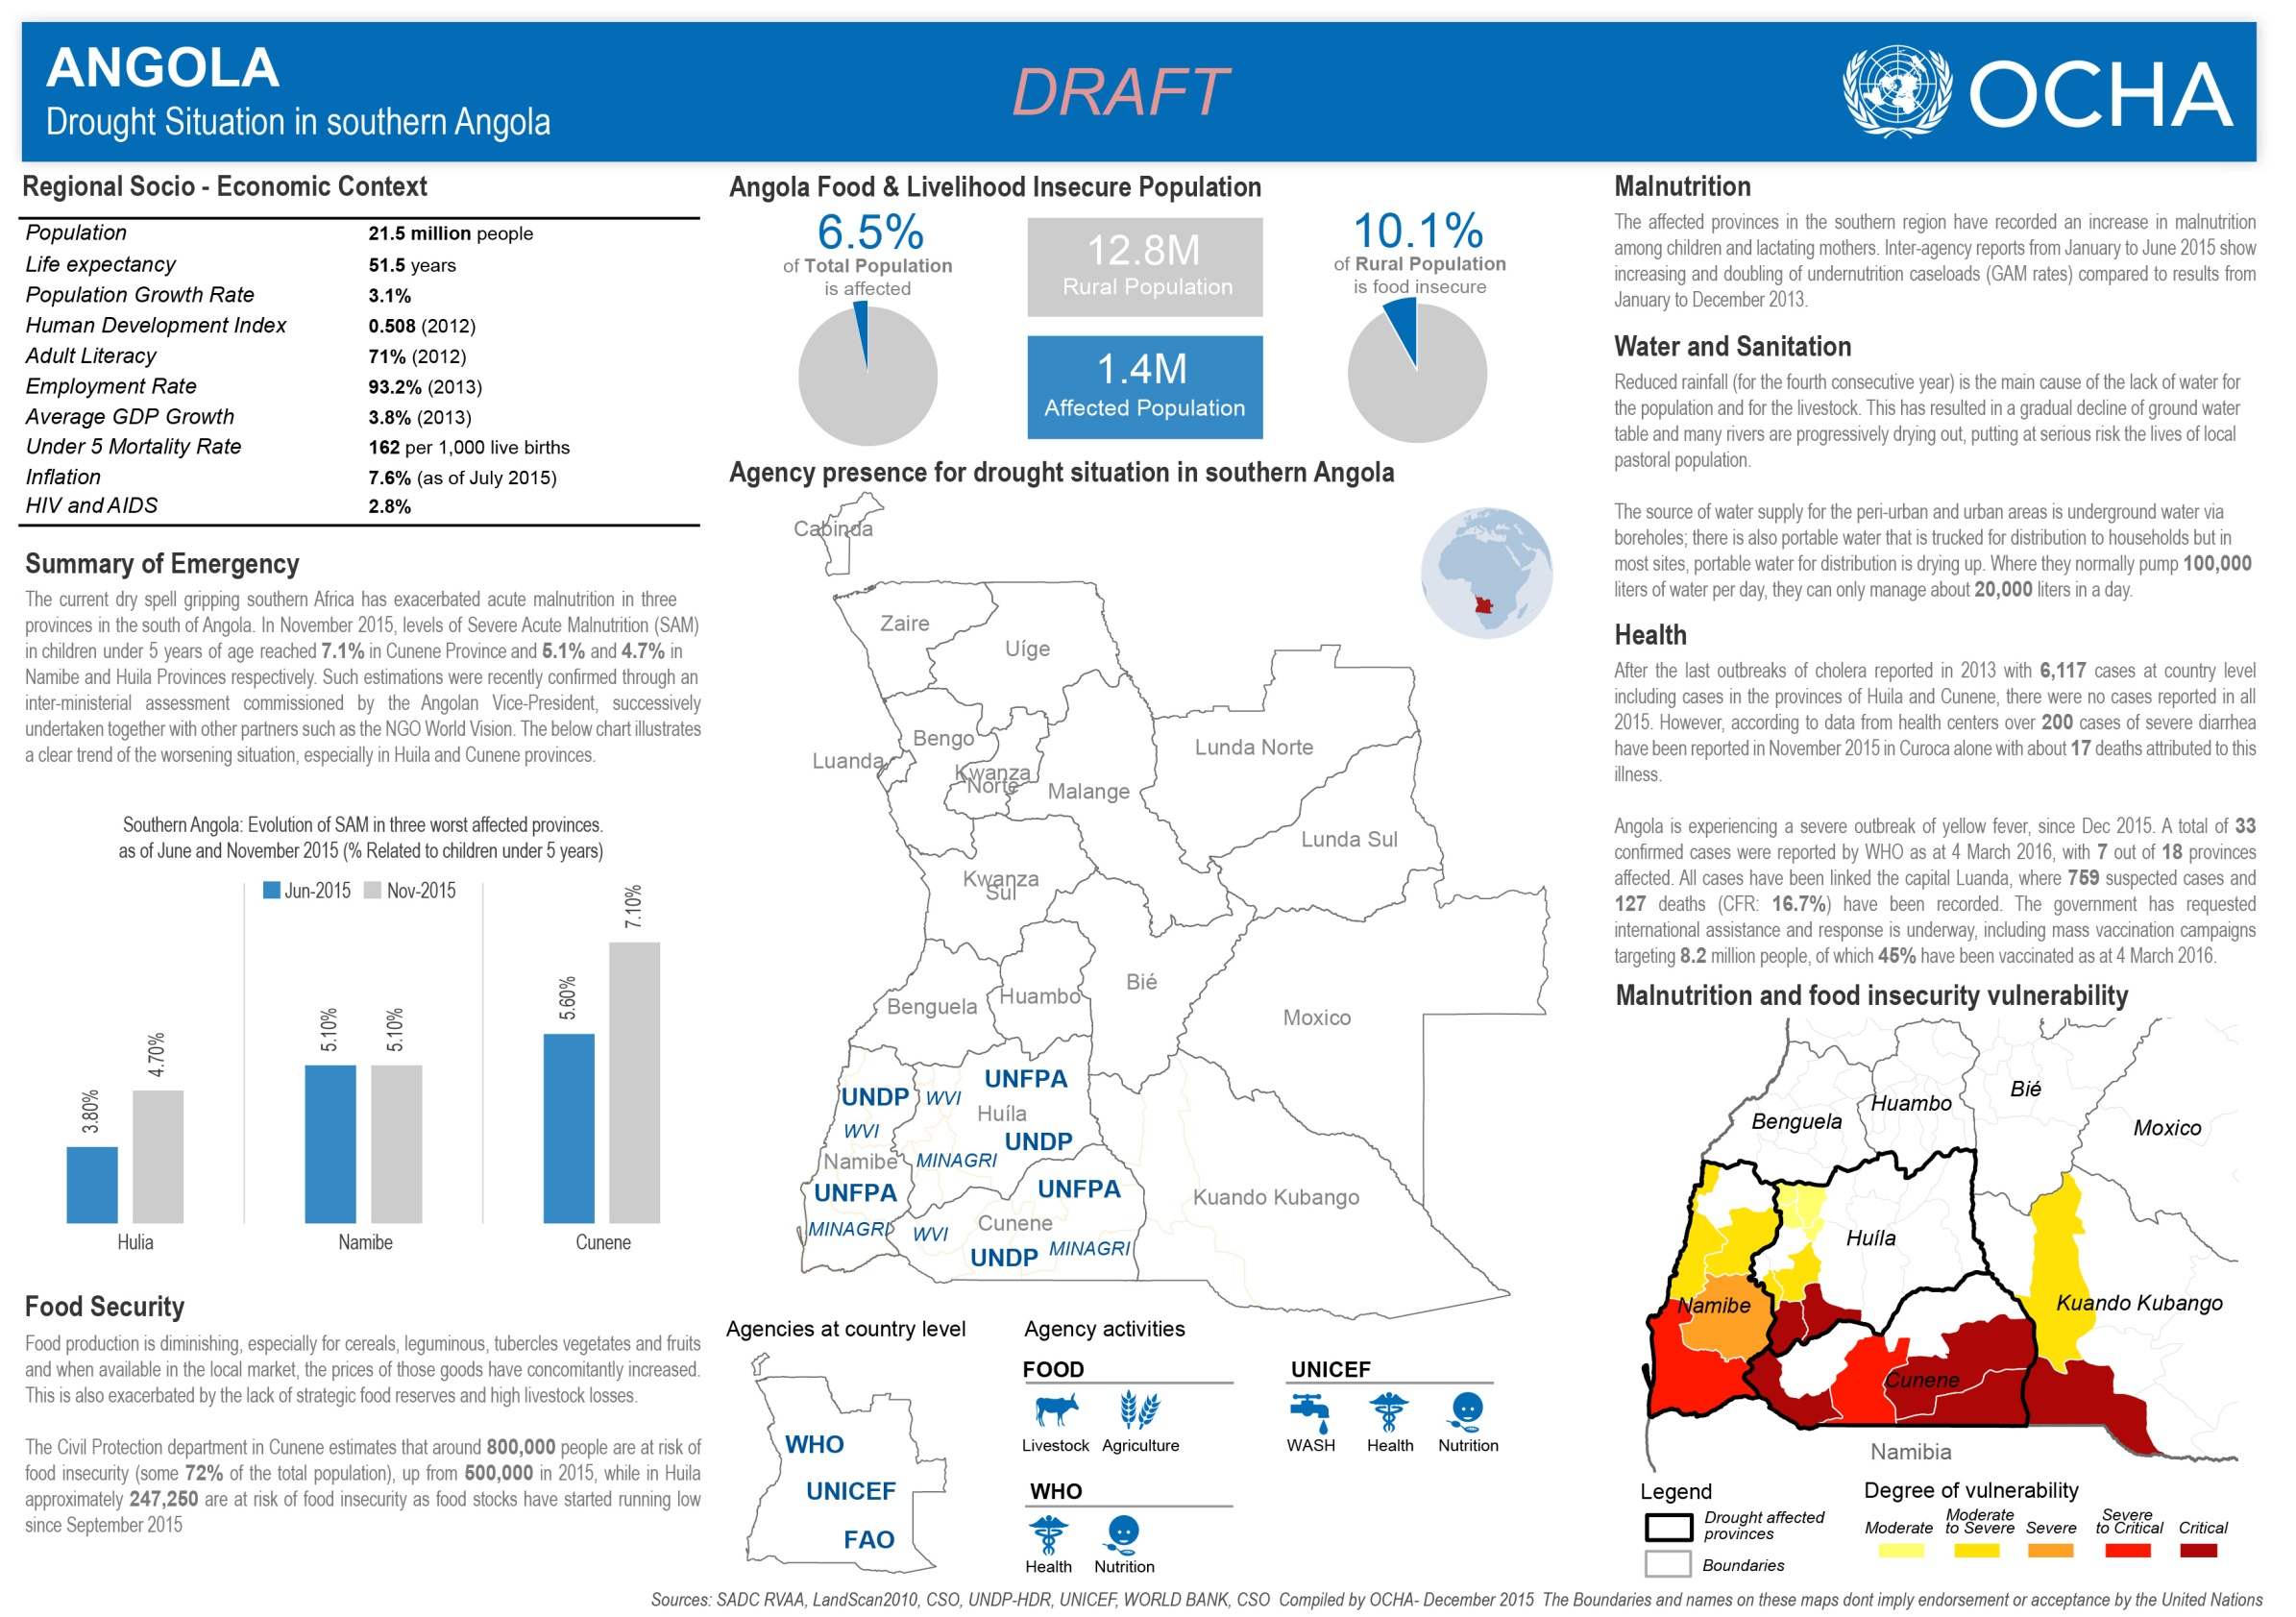 ANGOLA
Drought Situation in southern Angola
DRAFT
OCHA
Regional Socio - Economic Context
Population 21.5 million people
Life expectancy 51.5 years
Population Growth Rate 3.1%
Human Development Index 0.508 (2012)
Adult Literacy 71% (2012)
Employment Rate 93.2% (2013)
Average GDP Growth 3.8% (2013)
Under 5 Mortality Rate 162 per 1,000 live births
Inflation 7.6% (as of July 2015)
HIV and AIDS 2.8%
Summary of Emergency
The current dry spell gripping southern Africa has exacerbated acute malnutrition in three
provinces in the south of Angola. In November 2015, levels of Severe Acute Malnutrition (SAM)
in children under 5 years of age reached 7.1% in Cunene Province and 5.1% and 4.7% in
Namibe and Huila Provinces respectively. Such estimations were recently confirmed through an
inter-ministerial assessment commissioned by the Angolan Vice-President, successively
undertaken together with other partners such as the NGO World Vision. The below chart illustrates
a clear trend of the worsening situation, especially in Huila and Cunene provinces.
Southern Angola: Evolution of SAM in three worst affected provinces.
as of June and November 2015 (% Related to children under 5 years)
Jun-2015 Nov-2015
3.80%
4.70%
5.10%
5.10%
5.60%
7.10%
Hulia
Namibe
Cunene
Food Security
Food production is diminishing, especially for cereals, leguminous, tubercles vegetates and fruits
and when available in the local market, the prices of those goods have concomitantly increased.
This is also exacerbated by the lack of strategic food reserves and high livestock losses.
The Civil Protection department in Cunene estimates that around 800,000 people are at risk of
food insecurity (some 72% of the total population), up from 500,000 in 2015, while in Huila
approximately 247,250 are at risk of food insecurity as food stocks have started running low
since September 2015
Angola Food & Livelihood Insecure Population
6.5%
of Total Population
is affected
12.8M
Rural Population
1.4M
Affected Population
10.1%
of Rural Population
is food insecure
Agency presence for drought situation in southern Angola
Cabinda
Zaire
Uíge
Bengo
Luanda
Kwanza
Norte
Malange
Lunda Norte
Lunda Sul
Kwanza
Sul
Benguela
Huambo
Bié
Moxico
UNDP
WVI
UNFPA
Huíla
WVI
UNDP
Namibe
MINAGRI
UNFPA
UNFPA
Kuando Kubango
MINAGRI
WVI
Cunene
UNDP
MINAGRI
Agencies at country level
WHO
UNICEF
FAO
Agency activities
FOOD
Livestock
Agriculture
UNICEF
WASH
Health
Nutrition
WHO
Health
Nutrition
Malnutrition
The affected provinces in the southern region have recorded an increase in malnutrition
among children and lactating mothers. Inter-agency reports from January to June 2015 show
increasing and doubling of undernutrition caseloads (GAM rates) compared to results from
January to December 2013.
Water and Sanitation
Reduced rainfall (for the fourth consecutive year) is the main cause of the lack of water for
the population and for the livestock. This has resulted in a gradual decline of ground water
table and many rivers are progressively drying out, putting at serious risk the lives of local
pastoral population.
The source of water supply for the peri-urban and urban areas is underground water via
boreholes; there is also portable water that is trucked for distribution to households but in
most sites, portable water for distribution is drying up. Where they normally pump 100,000
liters of water per day, they can only manage about 20,000 liters in a day.
Health
After the last outbreaks of cholera reported in 2013 with 6,117 cases at country level
including cases in the provinces of Huila and Cunene, there were no cases reported in all
2015. However, according to data from health centers over 200 cases of severe diarrhea
have been reported in November 2015 in Curoca alone with about 17 deaths attributed to this
illness.
Angola is experiencing a severe outbreak of yellow fever, since Dec 2015. A total of 33
confirmed cases were reported by WHO as at 4 March 2016, with 7 out of 18 provinces
affected. All cases have been linked the capital Luanda, where 759 suspected cases and
127 deaths (CFR: 16.7%) have been recorded. The government has requested
international assistance and response is underway, including mass vaccination campaigns
targeting 8.2 million people, of which 45% have been vaccinated as at 4 March 2016.
Malnutrition and food insecurity vulnerability
Benguela
Huambo
Bié
Moxico
Huíla
Namibe
Kuando Kubango
Cunene
Namibia
Legend
Drought affected
provinces
Boundaries
Degree of vulnerability
Moderate
Moderate
to Severe
Severe
Severe
to Critical
Critical
Sources: SADC RVAA, LandScan2010, CSO, UNDP-HDR, UNICEF, WORLD BANK, CSO Compiled by OCHA- December 2015 The Boundaries and names on these maps dont imply endorsement or acceptance by the United Nations